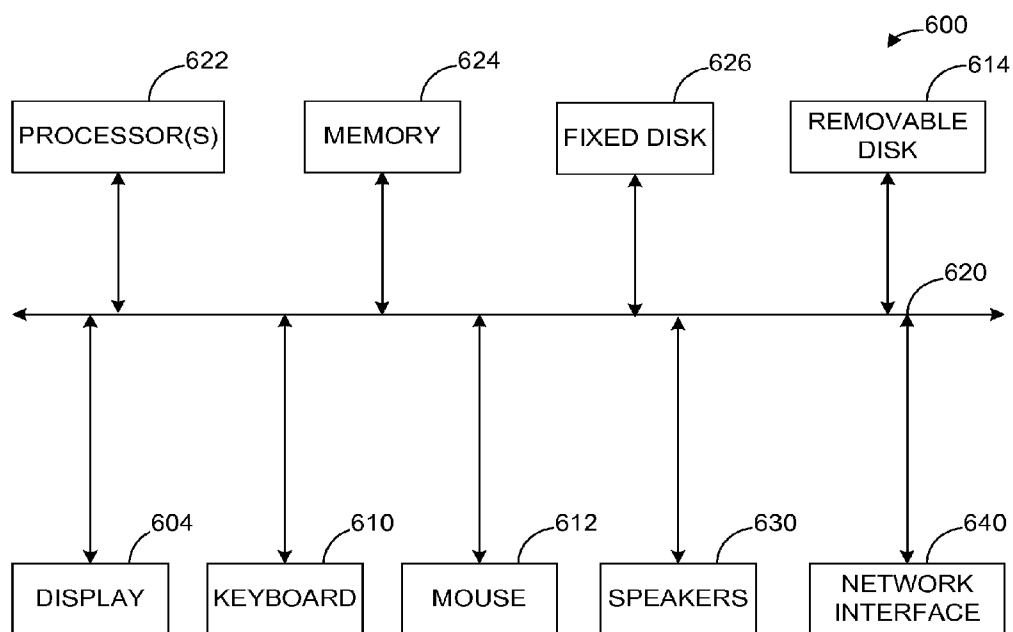 600
622
624
626
614
PROCESSOR(S)
MEMORY
FIXED DISK
REMOVABLE
DISK
620
604
610
612
630
640
DISPLAY
KEYBOARD
MOUSE
SPEAKERS
NETWORK
INTERFACE